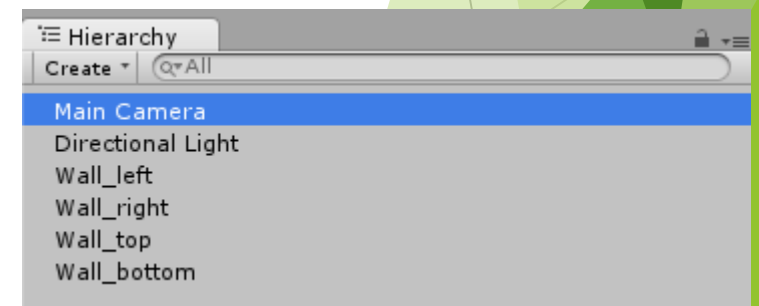 Hierarchy
Create All
Main Camera
Directional Light
Wall_left
Wall_right
Wall_top
Wall_bottom